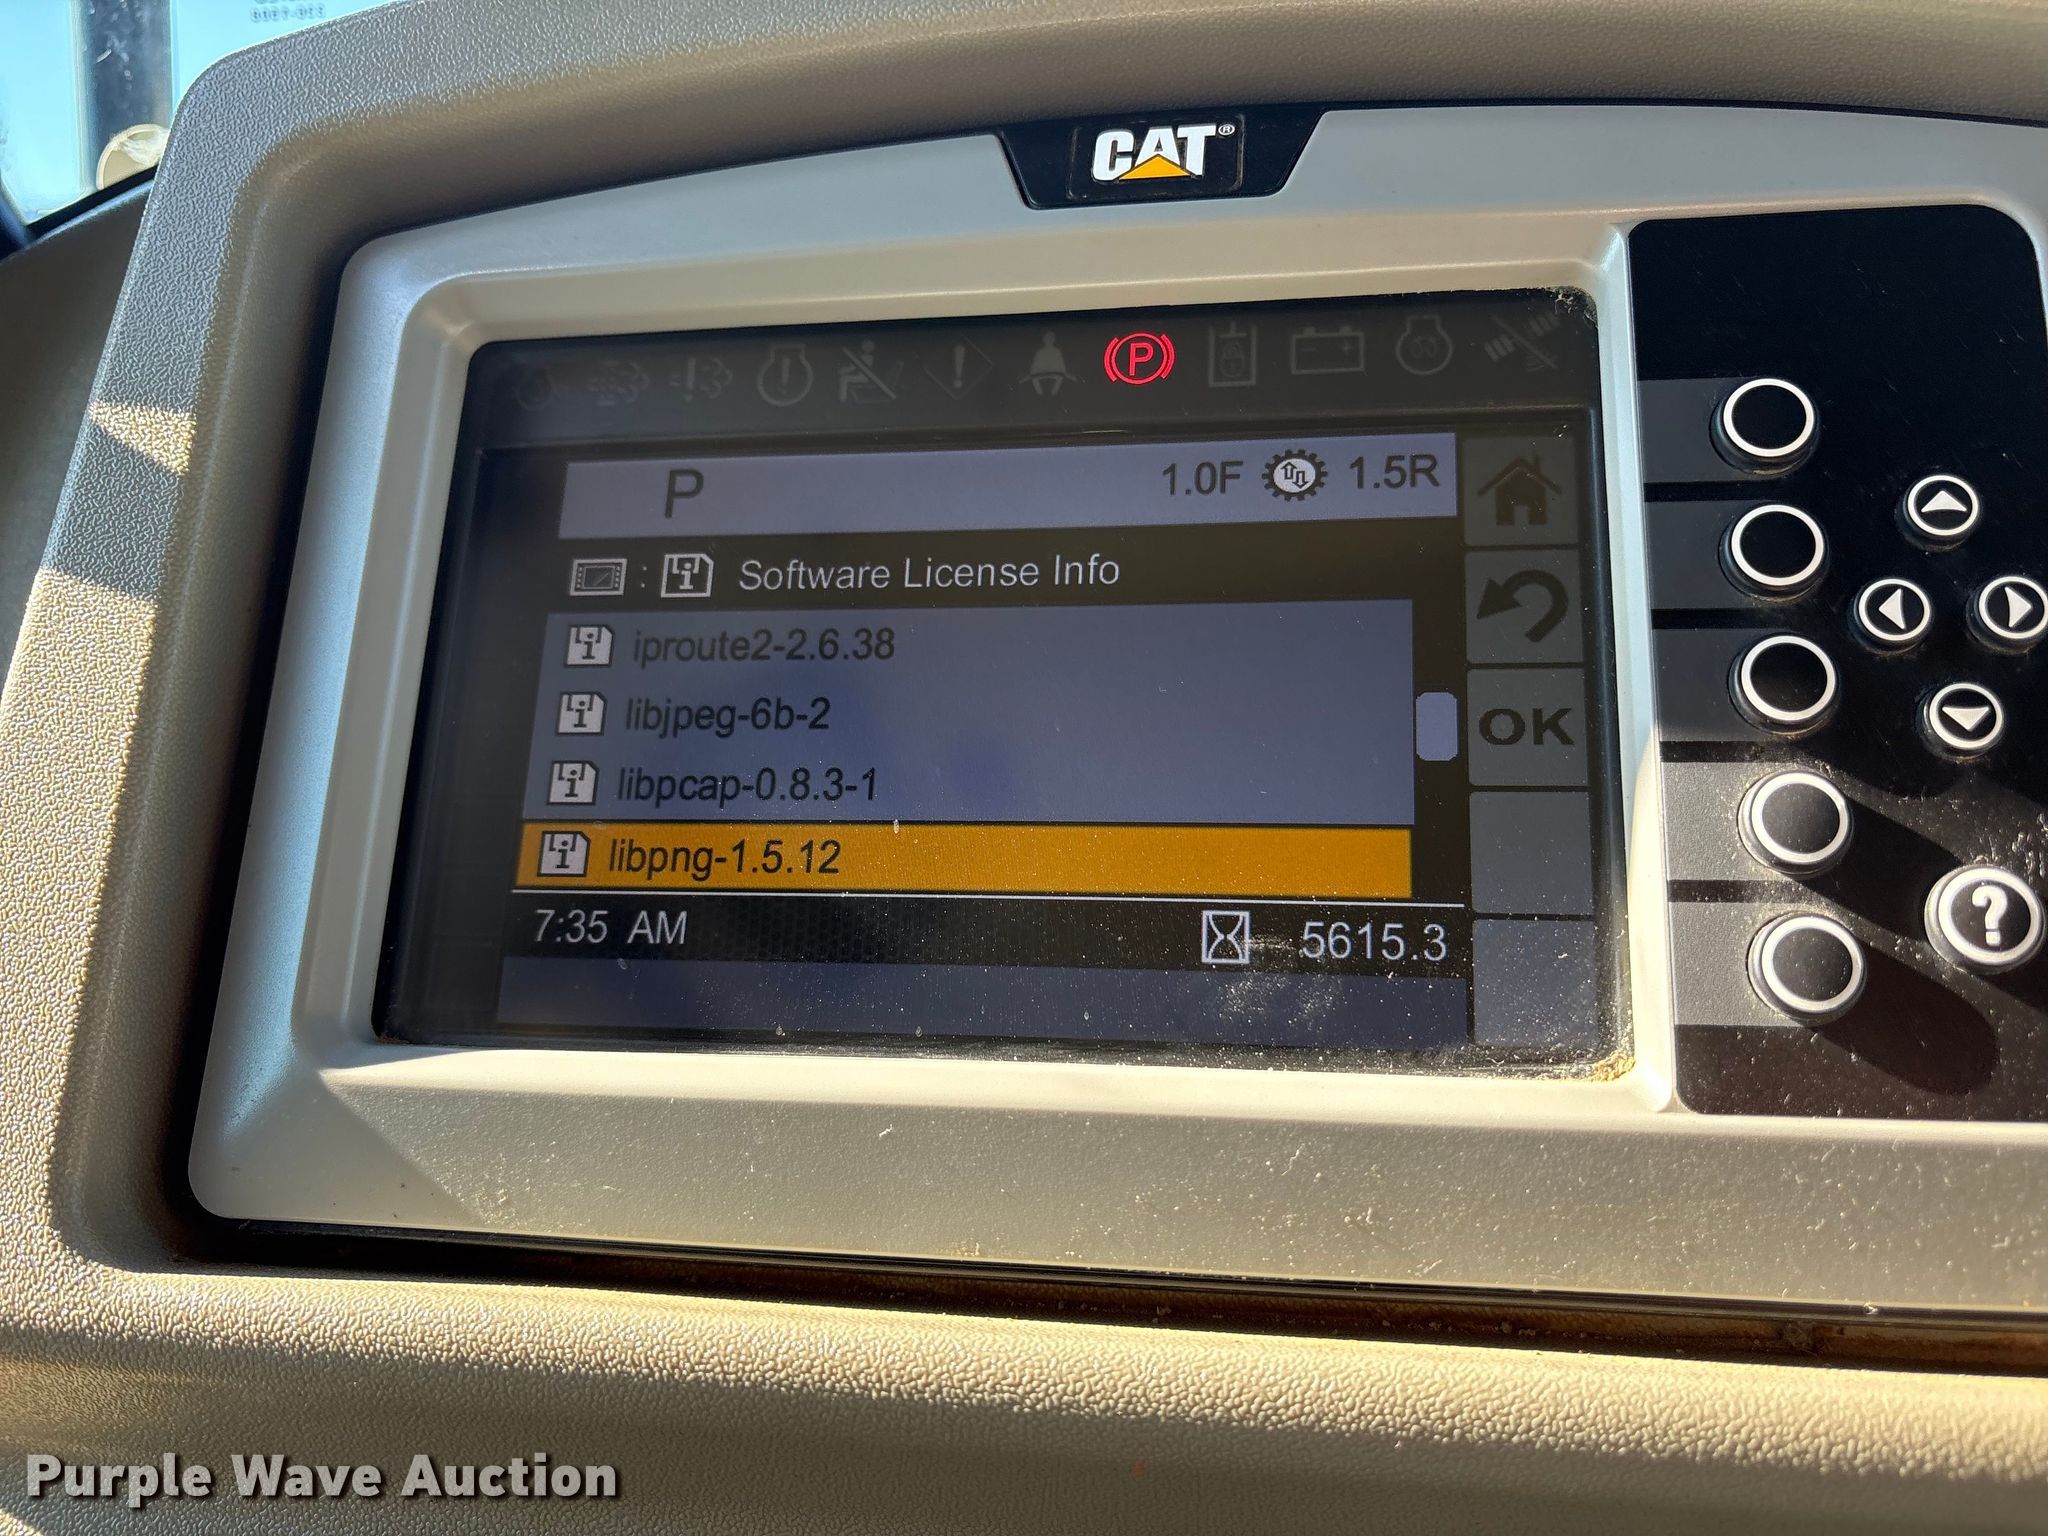 CAT®
P
P 1.0F 1.5R
: Software License Info
iproute2-2.6.38
libjpeg-6b-2
libpcap-0.8.3-1
libpng-1.5.12
OK
7:35 AM 5615.3
?
Purple Wave Auction